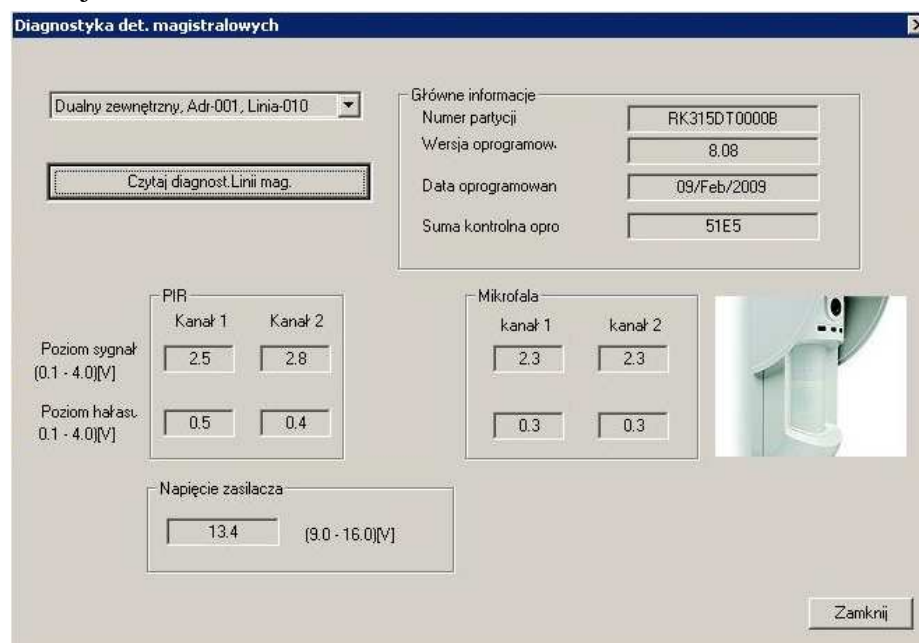 Diagnostyka det. magistralowych
Dualny zewnętrzny, Adr-001, Linia-010
Czytaj diagnost.Linii mag.
Główne informacje
Numer partycji RK315DT0000B
Wersja oprogramow. 8.08
Data oprogramowan 09/Feb/2009
Suma kontrolna opro 51E5
PIR
Kanał 1 Kanał 2
Poziom sygnał
(0.1 - 4.0)[V]
2.5 2.8
Poziom hałasu
0.1 - 4.0)[V]
0.5 0.4
Mikrofala
kanał 1 kanał 2
2.3 2.3
0.3 0.3
Napięcie zasilacza
13.4 (9.0 - 16.0)[V]
Zamknij